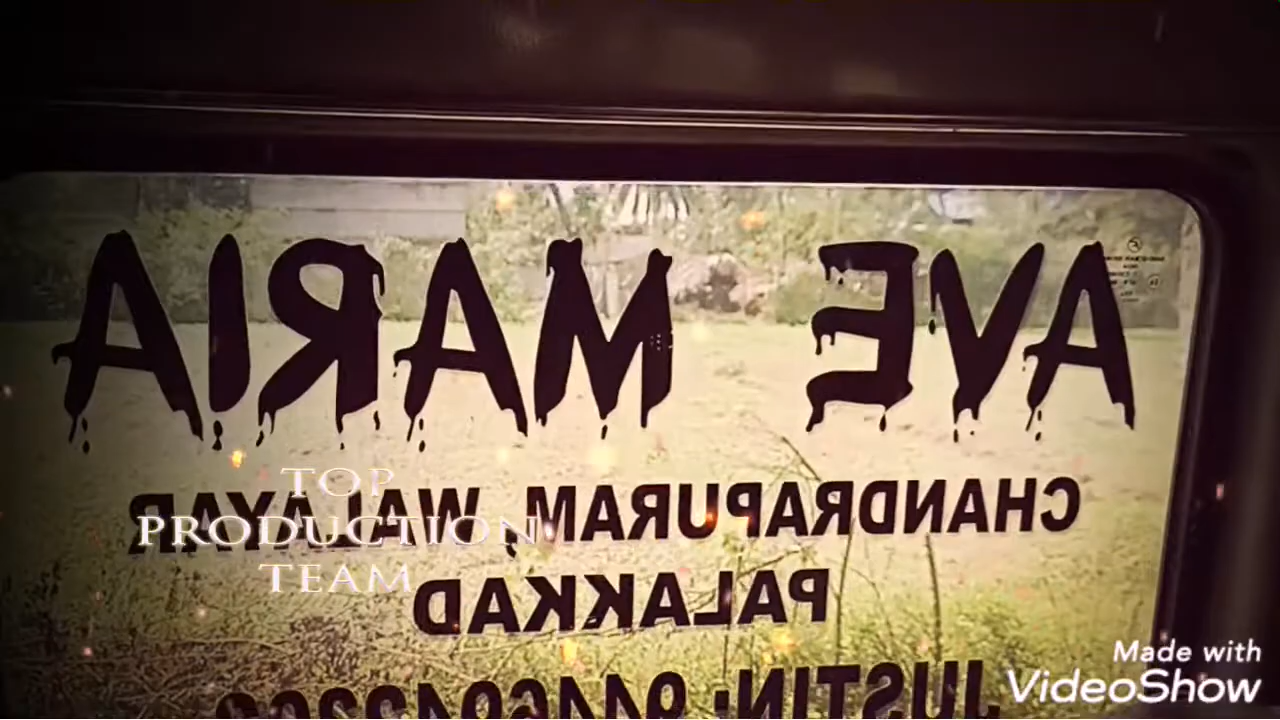 AVE MARIA
CHANDRAPURAM, WALAYAR
PALAKKAD
JUSTIN:
TOP
PRODUCTION
TEAM
Made with
VideoShow